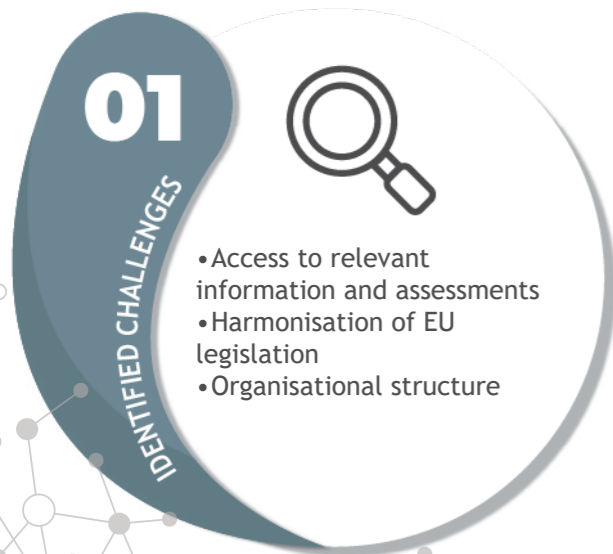 01
IDENTIFIED CHALLENGES
•Access to relevant
information and assessments
•Harmonisation of EU
legislation
•Organisational structure